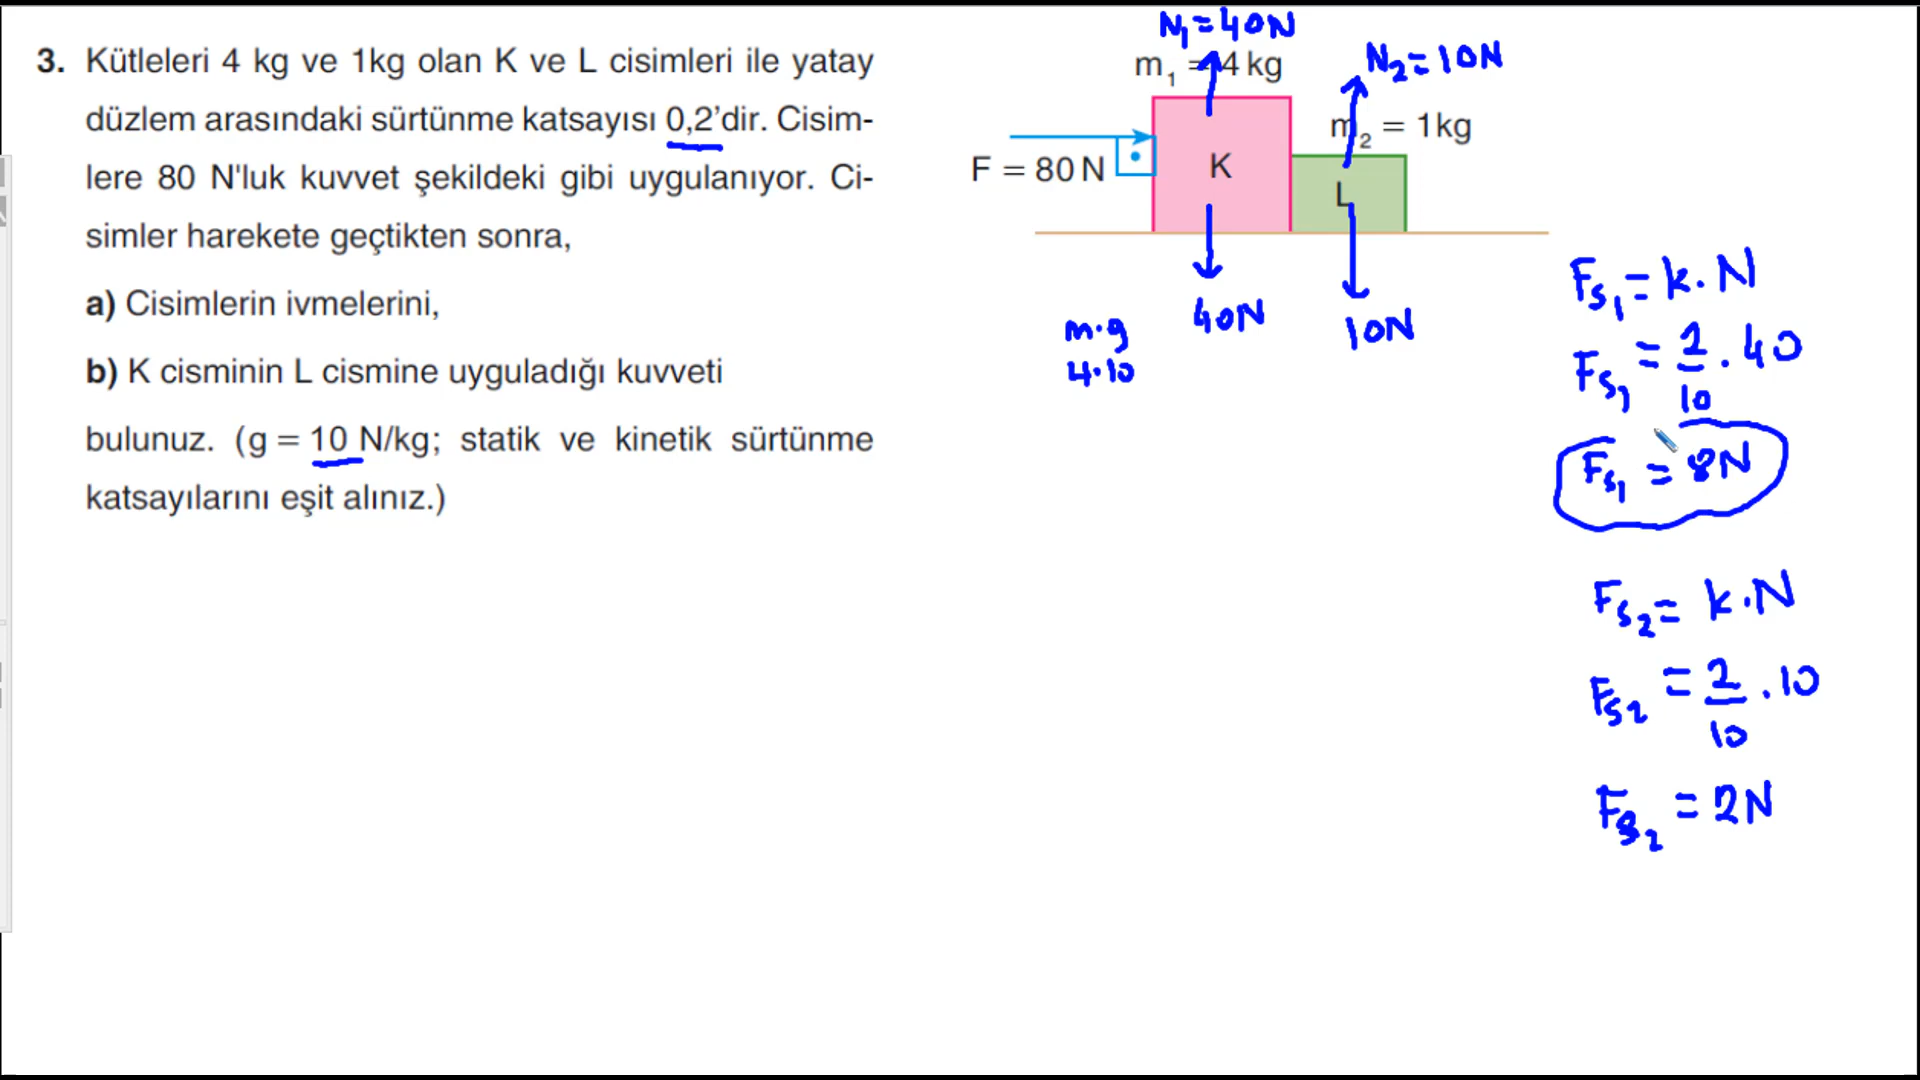 3. Kütleleri 4 kg ve 1kg olan K ve L cisimleri ile yatay
düzlem arasındaki sürtünme katsayısı 0,2’dir. Cisim-
lere 80 N'luk kuvvet şekildeki gibi uygulanıyor. Ci-
simler harekete geçtikten sonra,
a) Cisimlerin ivmelerini,
b) K cisminin L cismine uyguladığı kuvveti
bulunuz. (g = 10 N/kg; statik ve kinetik sürtünme
katsayılarını eşit alınız.)
N₁=40N
m₁ = 4 kg
N₂=10N
m₂ = 1kg
F = 80 N
K
L
40N
10N
m.g
4.10
Fs₁ = k.N
Fs₁ = 2/10 . 40
Fs₁ = 8N
Fs₂ = k.N
Fs₂ = 2/10 . 10
Fs₂ = 2N